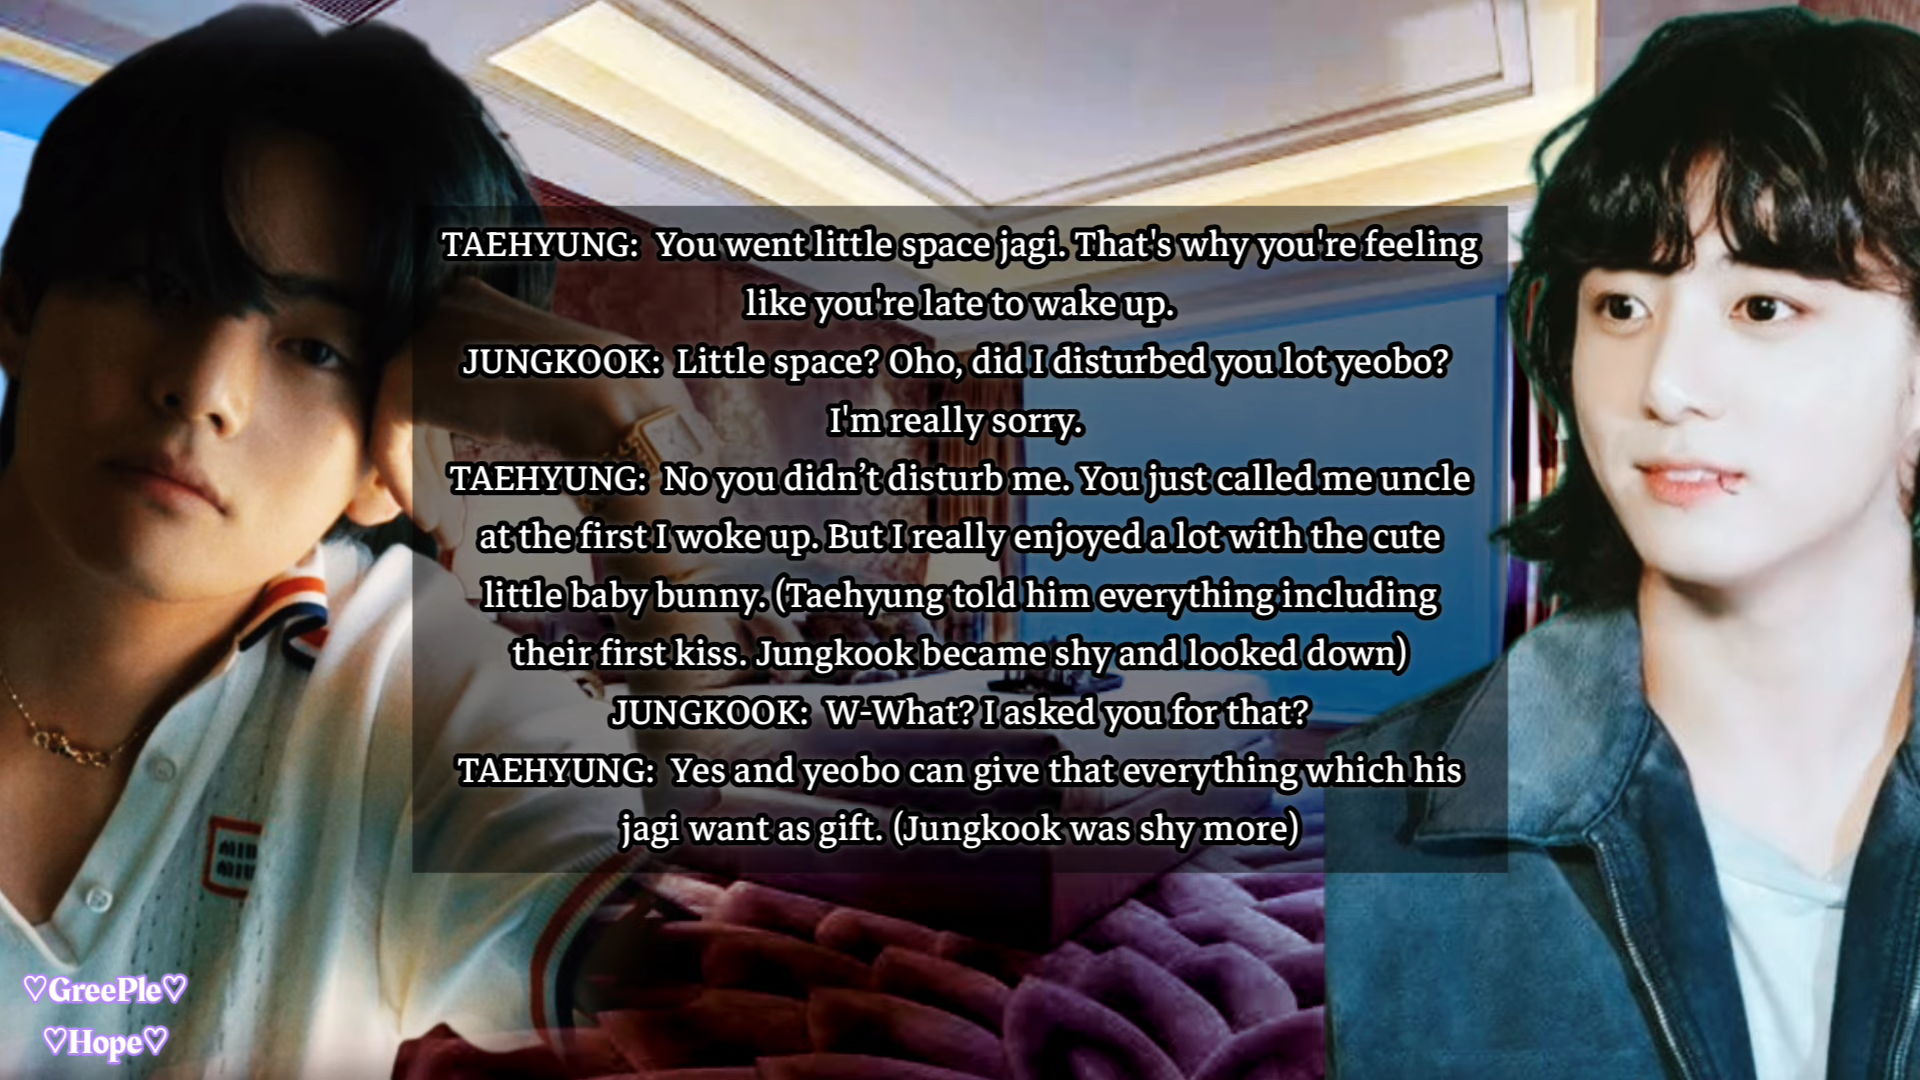 TAEHYUNG: You went little space jagi. That's why you're feeling
like you're late to wake up.
JUNGKOOK: Little space? Oho, did I disturbed you lot yeobo?
I'm really sorry.
TAEHYUNG: No you didn’t disturb me. You just called me uncle
at the first I woke up. But I really enjoyed a lot with the cute
little baby bunny. (Taehyung told him everything including
their first kiss. Jungkook became shy and looked down)
JUNGKOOK: W-What? I asked you for that?
TAEHYUNG: Yes and yeobo can give that everything which his
jagi want as gift. (Jungkook was shy more)
MIU
MIU
♡GreePle♡
♡Hope♡